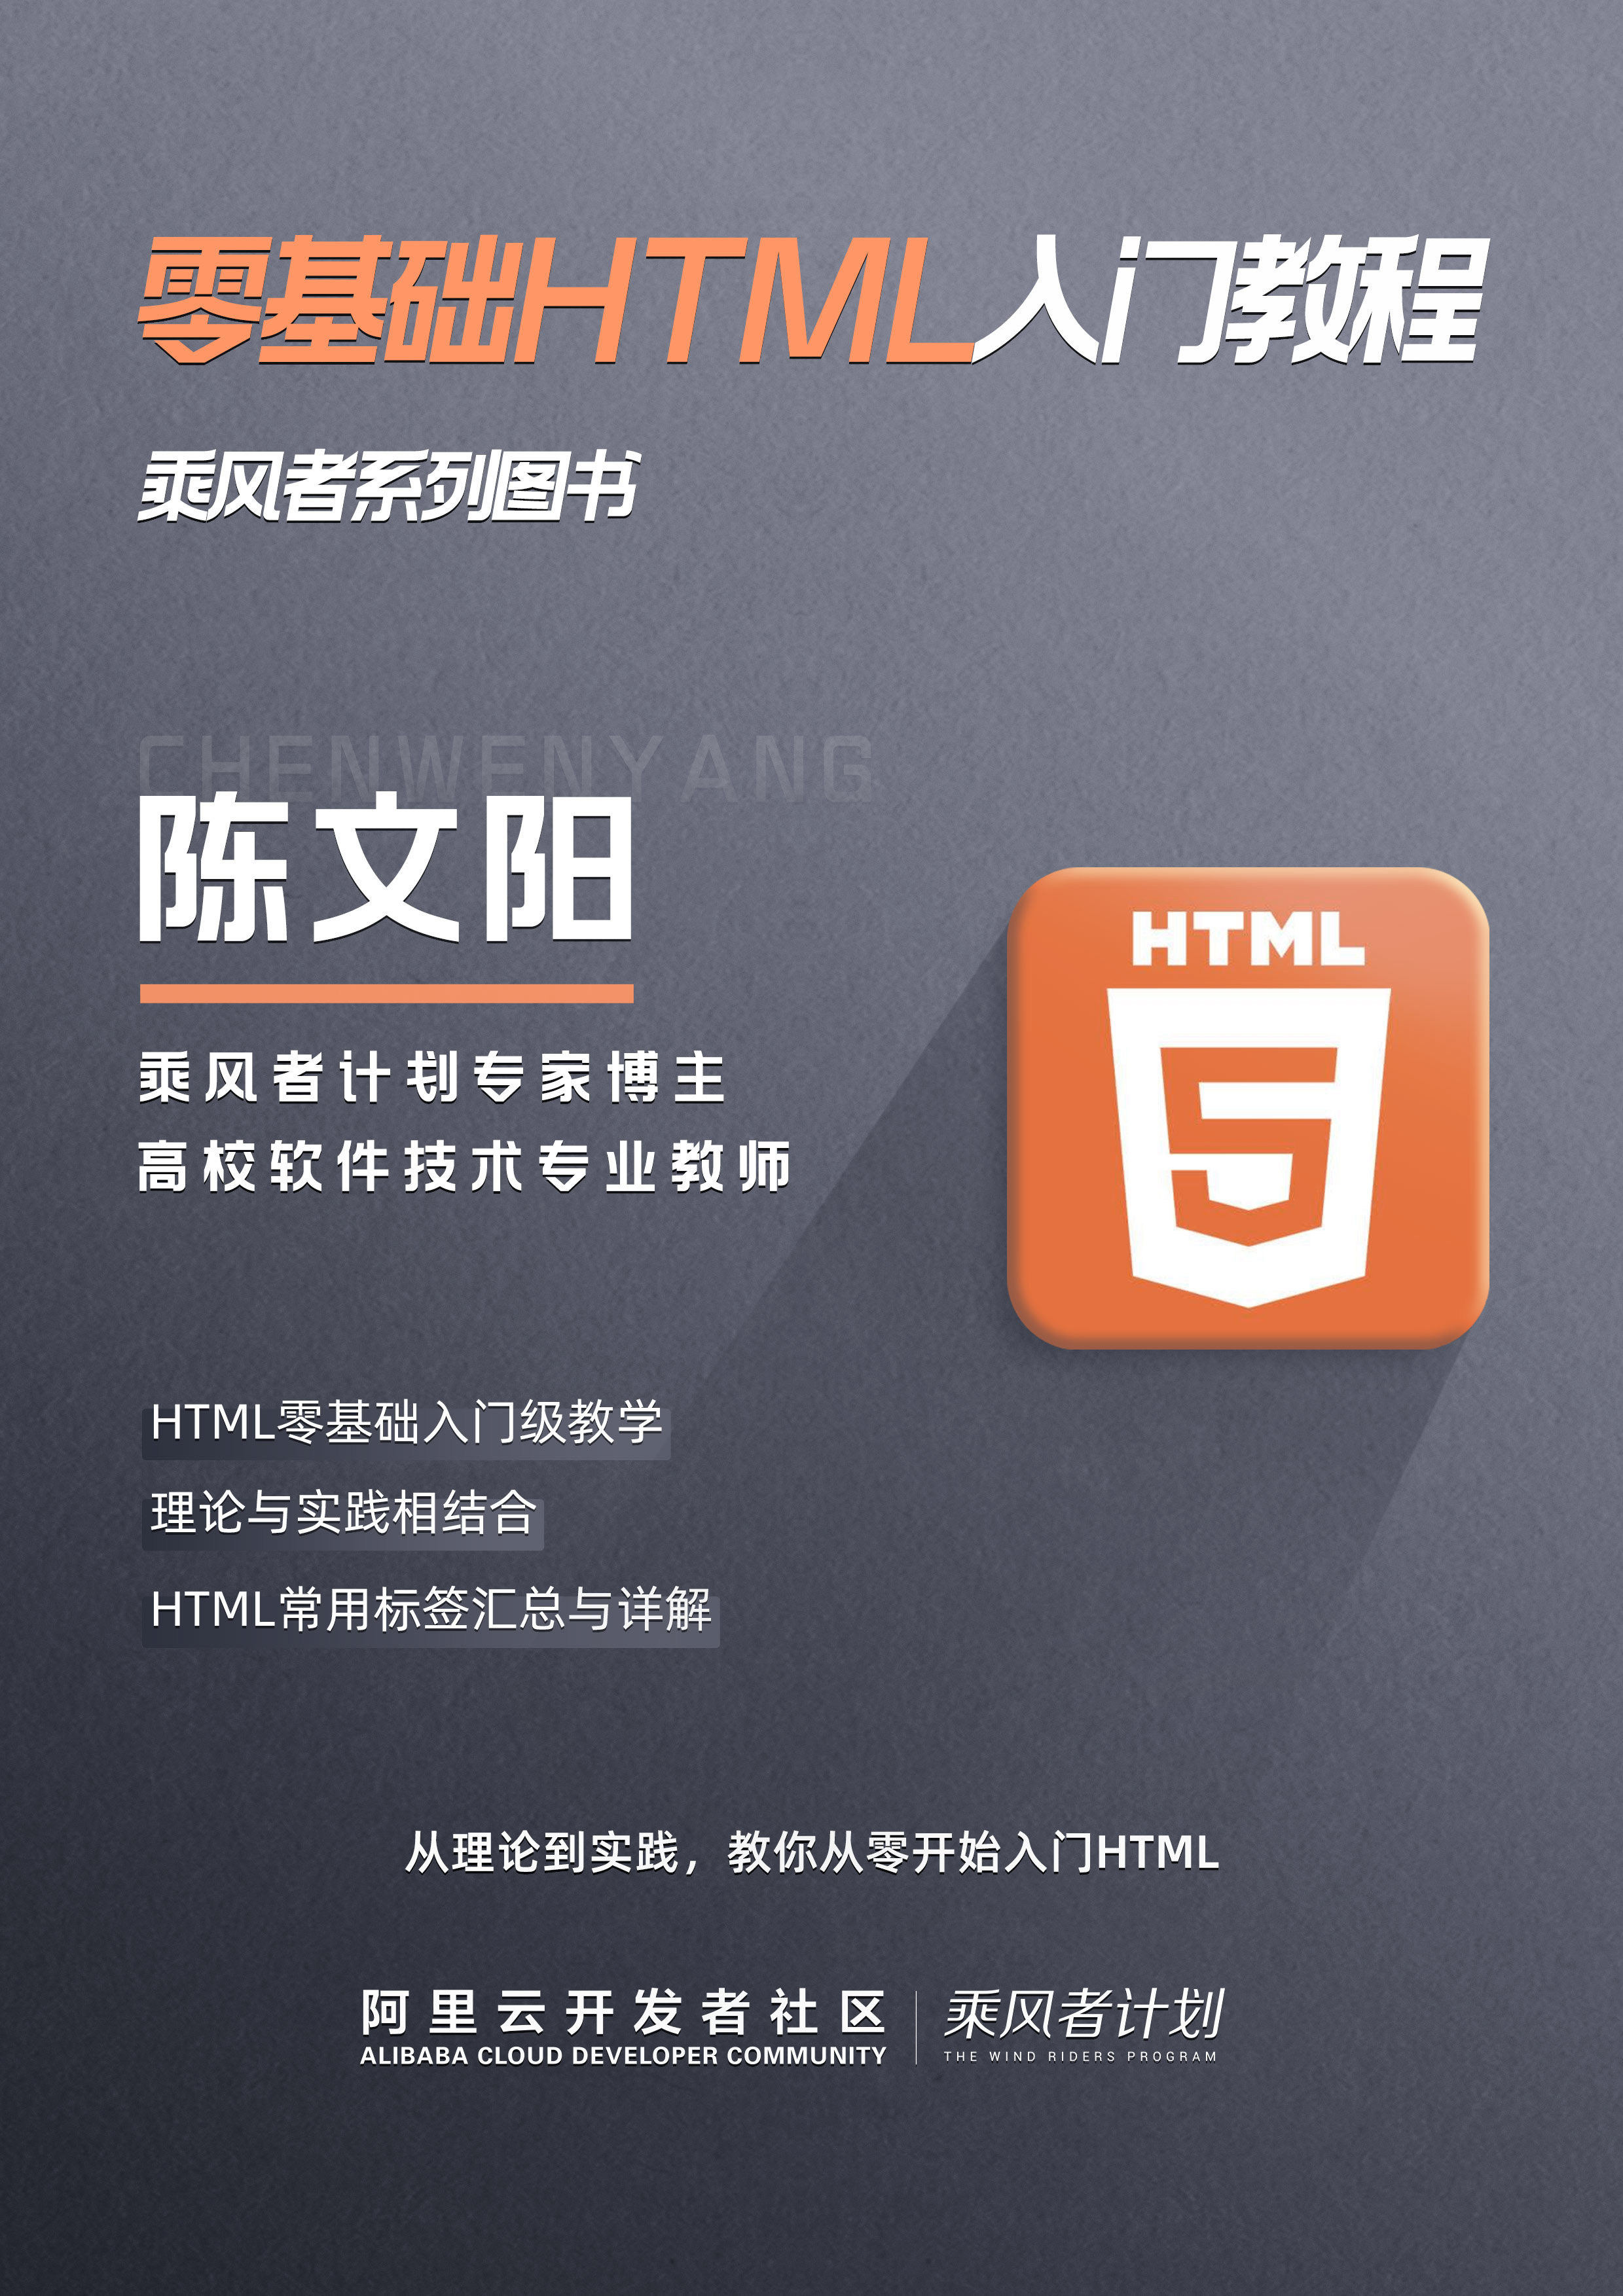 零基础HTML入门教程
乘风者系列图书
CHENWENYANG
陈文阳
乘风者计划专家博主
高校软件技术专业教师
HTML
5
HTML零基础入门级教学
理论与实践相结合
HTML常用标签汇总与详解
从理论到实践，教你从零开始入门HTML
阿里云开发者社区
ALIBABA CLOUD DEVELOPER COMMUNITY
乘风者计划
THE WIND RIDERS PROGRAM